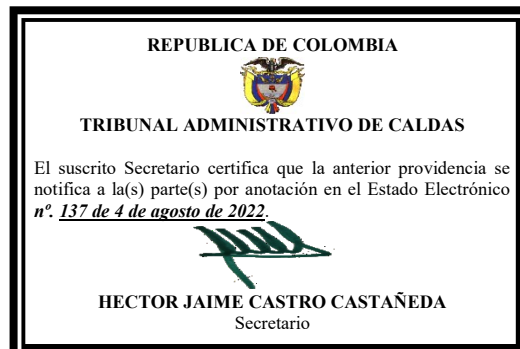 REPUBLICA DE COLOMBIA
TRIBUNAL ADMINISTRATIVO DE CALDAS
El suscrito Secretario certifica que la anterior providencia se
notifica a la(s) parte(s) por anotación en el Estado Electrónico
nº. 137 de 4 de agosto de 2022.
HECTOR JAIME CASTRO CASTAÑEDA
Secretario